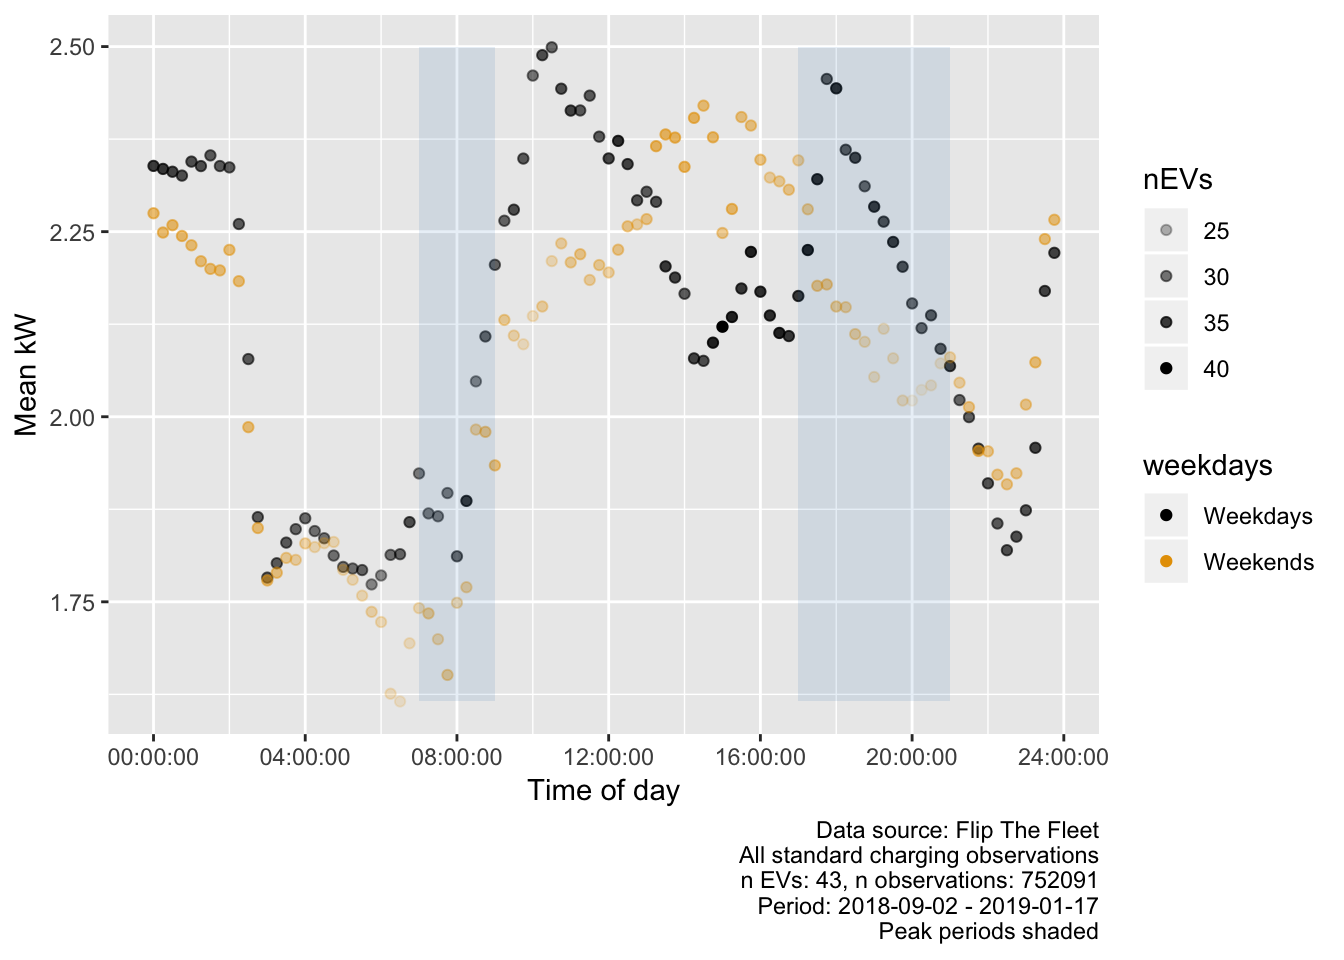 2.50
2.25
2.00
1.75
Mean kW
00:00:00 04:00:00 08:00:00 12:00:00 16:00:00 20:00:00 24:00:00
Time of day
nEVs
25
30
35
40
weekdays
Weekdays
Weekends
Data source: Flip The Fleet
All standard charging observations
n EVs: 43, n observations: 752091
Period: 2018-09-02 - 2019-01-17
Peak periods shaded